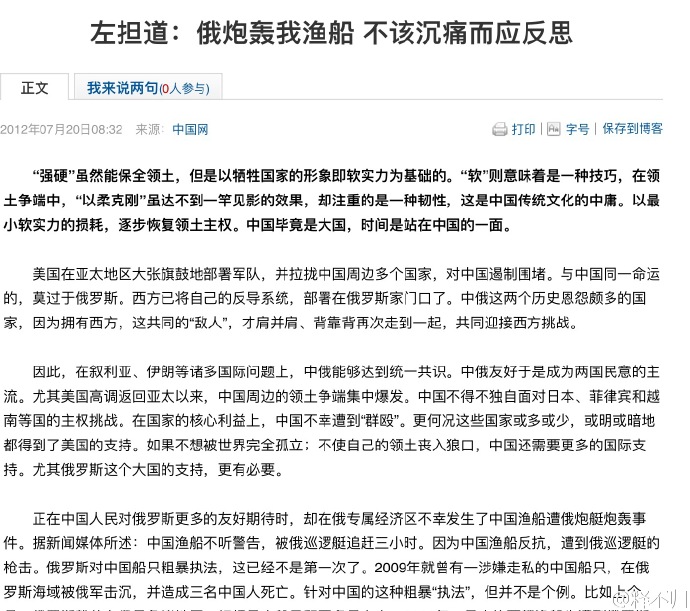 左担道：俄炮轰我渔船 不该沉痛而应反思
正文
我来说两句(0人参与)
2012年07月20日08:32 来源：中国网
打印 | 字号 | 保存到博客
“强硬”虽然能保全领土，但是以牺牲国家的形象即软实力为基础的。“软”则意味着是一种技巧，在领
土争端中，“以柔克刚”虽达不到一竿见影的效果，却注重的是一种韧性，这是中国传统文化的中庸。以最
小软实力的损耗，逐步恢复领土主权。中国毕竟是大国，时间是站在中国的一面。
美国在亚太地区大张旗鼓地部署军队，并拉拢中国周边多个国家，对中国遏制围堵。与中国同一命运
的，莫过于俄罗斯。西方已将自己的反导系统，部署在俄罗斯家门口了。中俄这两个历史恩怨颇多的国
家，因为拥有西方，这共同的“敌人”，才肩并肩、背靠背再次走到一起，共同迎接西方挑战。
因此，在叙利亚、伊朗等诸多国际问题上，中俄能够达到统一共识。中俄友好于是成为两国民意的主
流。尤其美国高调返回亚太以来，中国周边的领土争端集中爆发。中国不得不独自面对日本、菲律宾和越
南等国的主权挑战。在国家的核心利益上，中国不幸遭到“群殴”。更何况这些国家或多或少，或明或暗地
都得到了美国的支持。如果不想被世界完全孤立；不使自己的领土丧入狼口，中国还需要更多的国际支
持。尤其俄罗斯这个大国的支持，更有必要。
正在中国人民对俄罗斯更多的友好期待时，却在俄专属经济区不幸发生了中国渔船遭俄炮艇炮轰事
件。据新闻媒体所述：中国渔船不听警告，被俄巡逻艇追赶三小时。因为中国渔船反抗，遭到俄巡逻艇的
枪击。俄罗斯对中国船只粗暴执法，这已经不是第一次了。2009年就曾有一涉嫌走私的中国船只，在俄
罗斯海域被俄军击沉，并造成三名中国人死亡。针对中国的这种粗暴“执法”，但并不是个例。比如上个